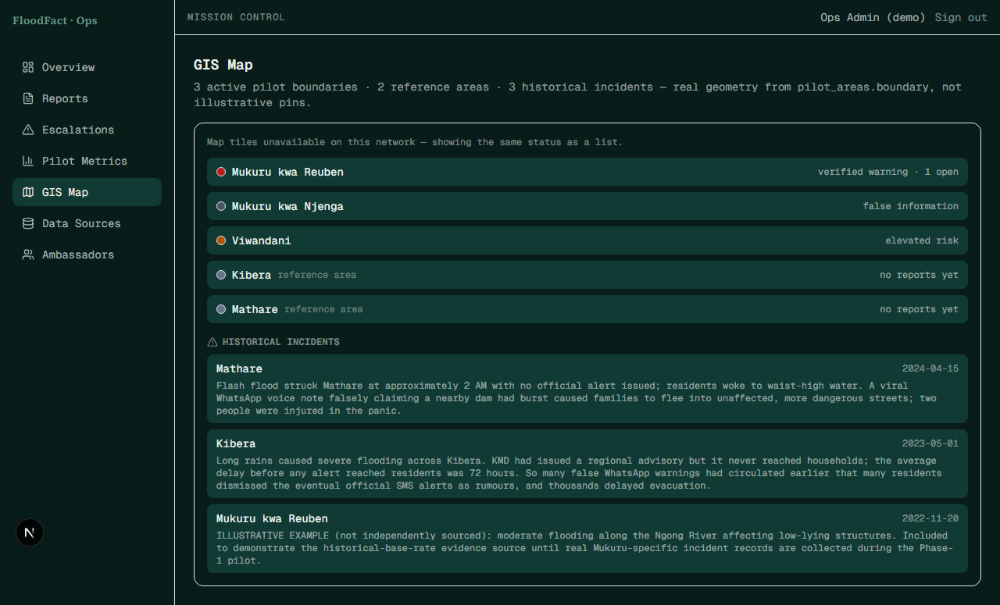 FloodFact · Ops
MISSION CONTROL
Ops Admin (demo) Sign out
Overview
Reports
Escalations
Pilot Metrics
GIS Map
Data Sources
Ambassadors
GIS Map
3 active pilot boundaries · 2 reference areas · 3 historical incidents — real geometry from pilot_areas.boundary, not
illustrative pins.
Map tiles unavailable on this network — showing the same status as a list.
Mukuru kwa Reuben verified warning · 1 open
Mukuru kwa Njenga false information
Viwandani elevated risk
Kibera reference area no reports yet
Mathare reference area no reports yet
HISTORICAL INCIDENTS
Mathare 2024-04-15
Flash flood struck Mathare at approximately 2 AM with no official alert issued; residents woke to waist-high water. A viral
WhatsApp voice note falsely claiming a nearby dam had burst caused families to flee into unaffected, more dangerous streets; two
people were injured in the panic.
Kibera 2023-05-01
Long rains caused severe flooding across Kibera. KMD had issued a regional advisory but it never reached households; the average
delay before any alert reached residents was 72 hours. So many false WhatsApp warnings had circulated earlier that many residents
dismissed the eventual official SMS alerts as rumours, and thousands delayed evacuation.
Mukuru kwa Reuben 2022-11-20
ILLUSTRATIVE EXAMPLE (not independently sourced): moderate flooding along the Ngong River affecting low-lying structures. Included
to demonstrate the historical-base-rate evidence source until real Mukuru-specific incident records are collected during the Phase-
1 pilot.
N